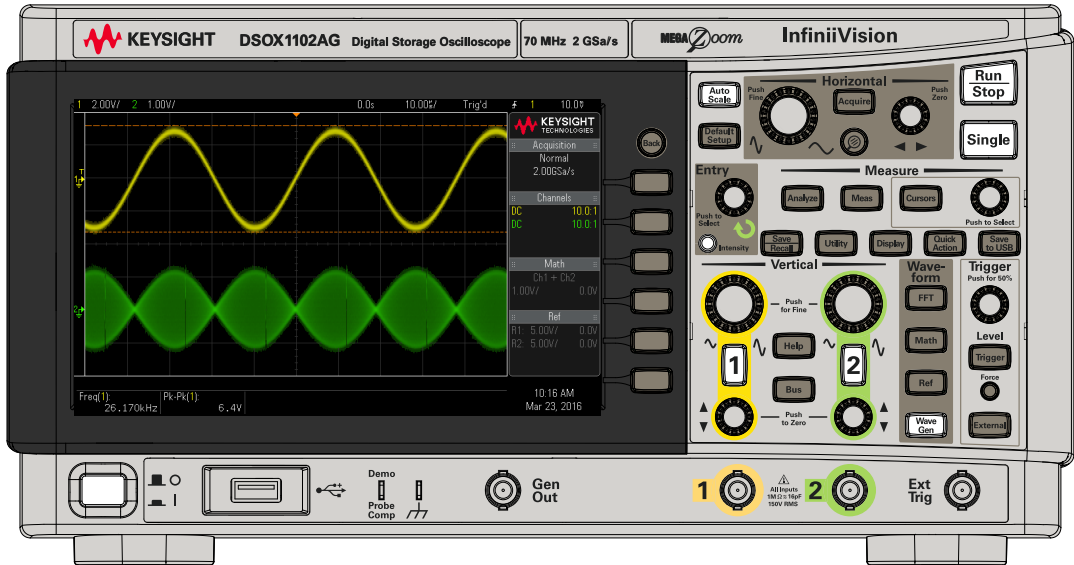 KEYSIGHT DSOX1102AG Digital Storage Oscilloscope 70 MHz 2 GSa/s MEGA Zoom InfiniiVision
1 2.00V/ 2 1.00V/ 0.0s 10.00%/ Trig'd 1 10.0V
KEYSIGHT
TECHNOLOGIES
Acquisition
Normal
2.00GSa/s
Channels
DC 10.0:1
DC 10.0:1
Math
Ch1 + Ch2
1.00V/ 0.0V
Ref
R1 5.00V/ 0.0V
R2 5.00V/ 0.0V
10:16 AM
Mar 23, 2016
T
1
2
Freq(1): Pk-Pk(1):
26.170kHz 6.4V
Back
Auto
Scale
Default
Setup
Horizontal
Push
Fine
Acquire
Push
Zero
Run
Stop
Single
Entry
Push to
Select
Intensity
Measure
Analyze
Meas
Cursors
Push to Select
Save
Recall
Utility
Display
Quick
Action
Save
to USB
Vertical
Push
for Fine
1
Help
2
Bus
Push
to Zero
Wave-
form
FFT
Math
Ref
Wave
Gen
Trigger
Push for 50%
Level
Trigger
Force
External
Demo
Probe
Comp
Gen
Out
1
All Inputs
1MΩ ≅ 16pF
150V RMS
2
Ext
Trig